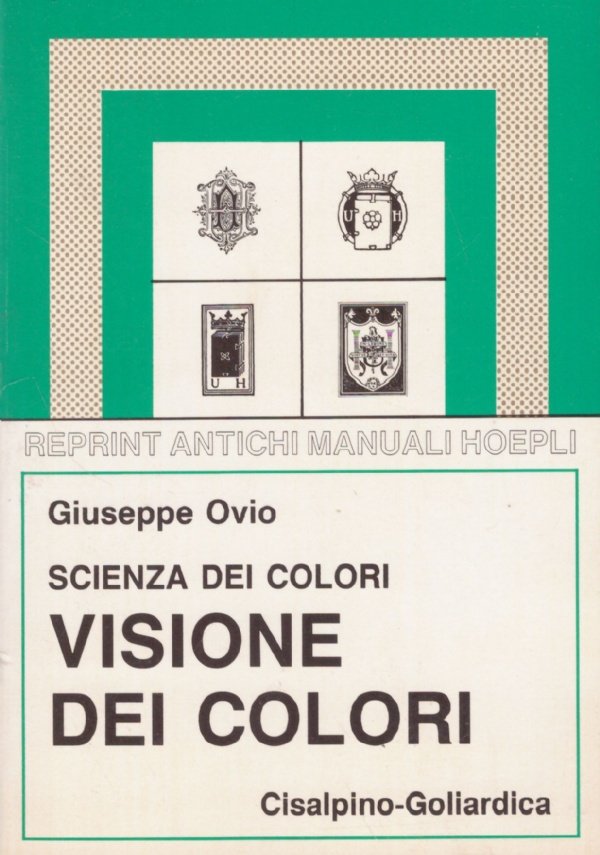 U H
U H
REPRINT ANTICHI MANUALI HOEPLI
Giuseppe Ovio
SCIENZA DEI COLORI
VISIONE
DEI COLORI
Cisalpino-Goliardica